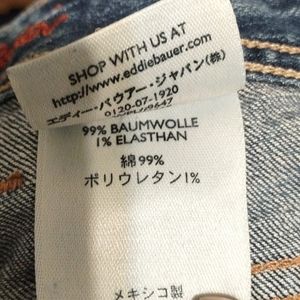 SHOP WITH US AT
http://www.eddiebauer.com
エディー・バウアー・ジャパン(株)
0120-07-1920
99% BAUMWOLLE
1% ELASTHAN
綿99%
ポリウレタン1%
メキシコ製